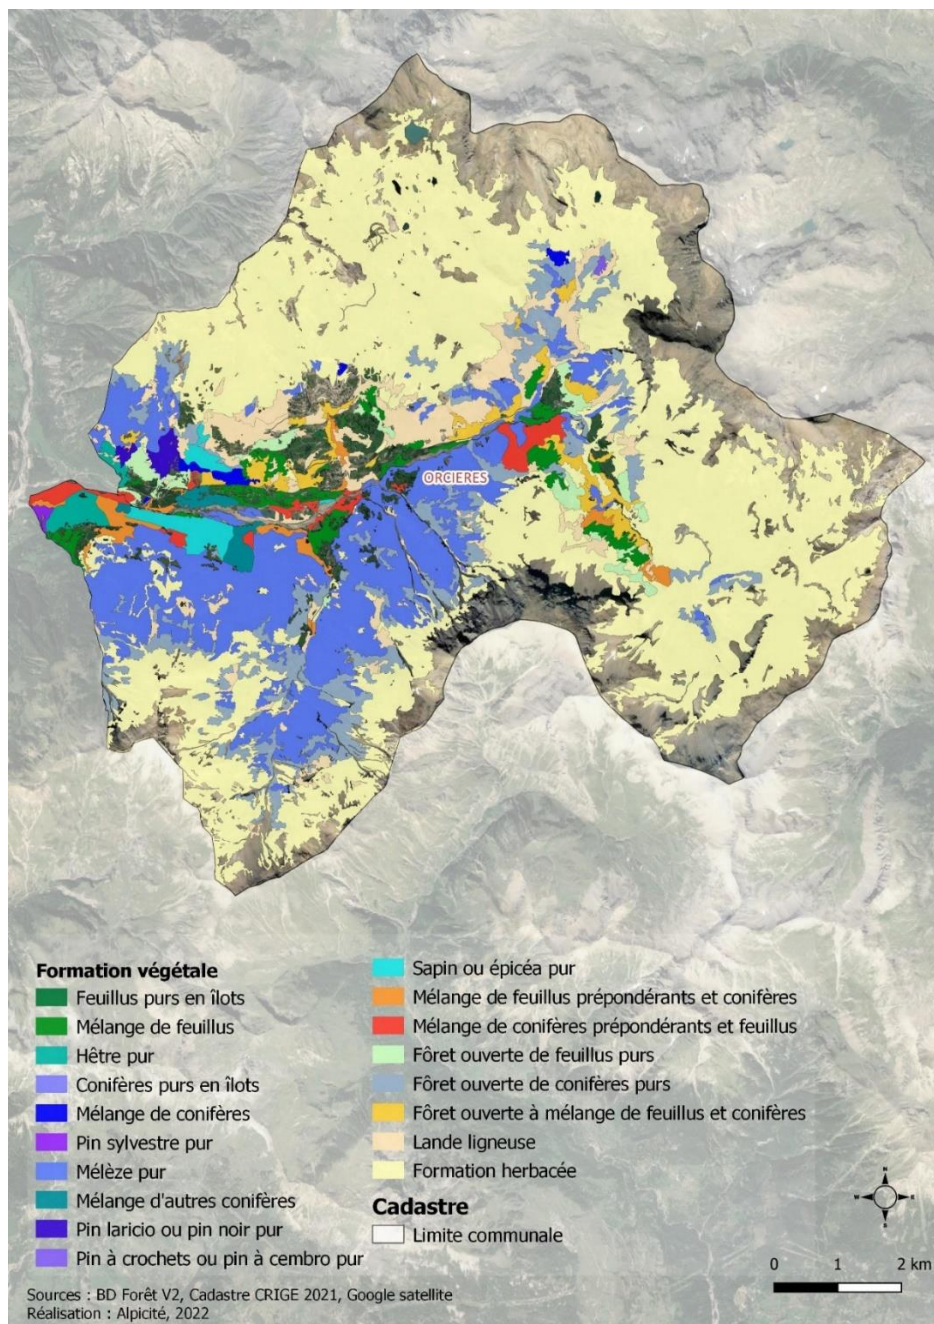 ORCIERES
Formation végétale
Feuillus purs en îlots
Mélange de feuillus
Hêtre pur
Conifères purs en îlots
Mélange de conifères
Pin sylvestre pur
Mélèze pur
Mélange d'autres conifères
Pin laricio ou pin noir pur
Pin à crochets ou pin à cembro pur
Sapin ou épicéa pur
Mélange de feuillus prépondérants et conifères
Mélange de conifères prépondérants et feuillus
Fôret ouverte de feuillus purs
Fôret ouverte de conifères purs
Fôret ouverte à mélange de feuillus et conifères
Lande ligneuse
Formation herbacée
Cadastre
Limite communale
N
W
E
S
0 1 2 km
Sources : BD Forêt V2, Cadastre CRIGE 2021, Google satellite
Réalisation : Alpicité, 2022